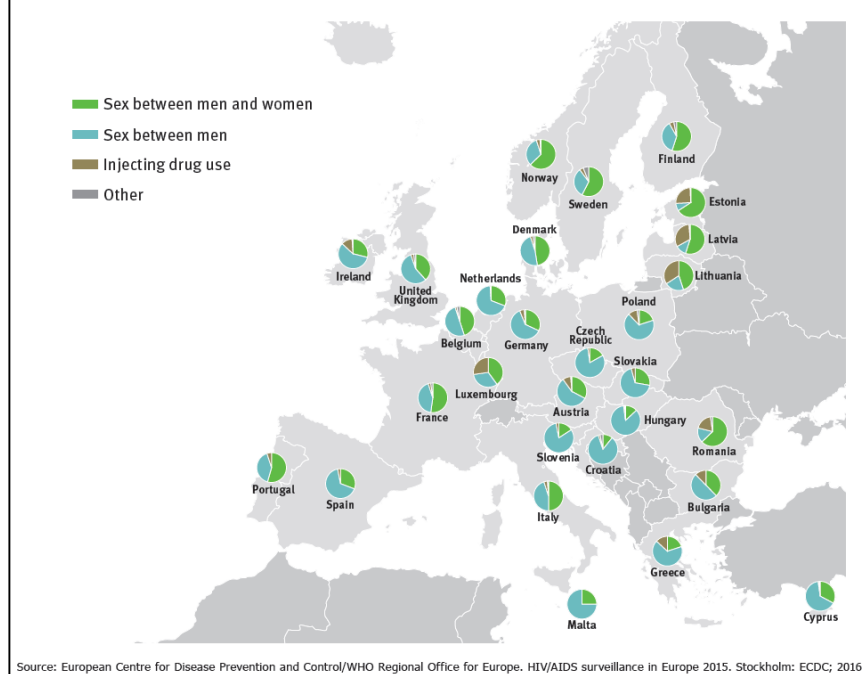 Sex between men and women
Sex between men
Injecting drug use
Other
Finland
Norway
Sweden
Estonia
Denmark
Latvia
Ireland
United
Kingdom
Netherlands
Lithuania
Poland
Belgium
Germany
Czech
Republic
Slovakia
Luxembourg
France
Austria
Hungary
Slovenia
Croatia
Romania
Portugal
Spain
Italy
Bulgaria
Greece
Malta
Cyprus
Source: European Centre for Disease Prevention and Control/WHO Regional Office for Europe. HIV/AIDS surveillance in Europe 2015. Stockholm: ECDC; 2016